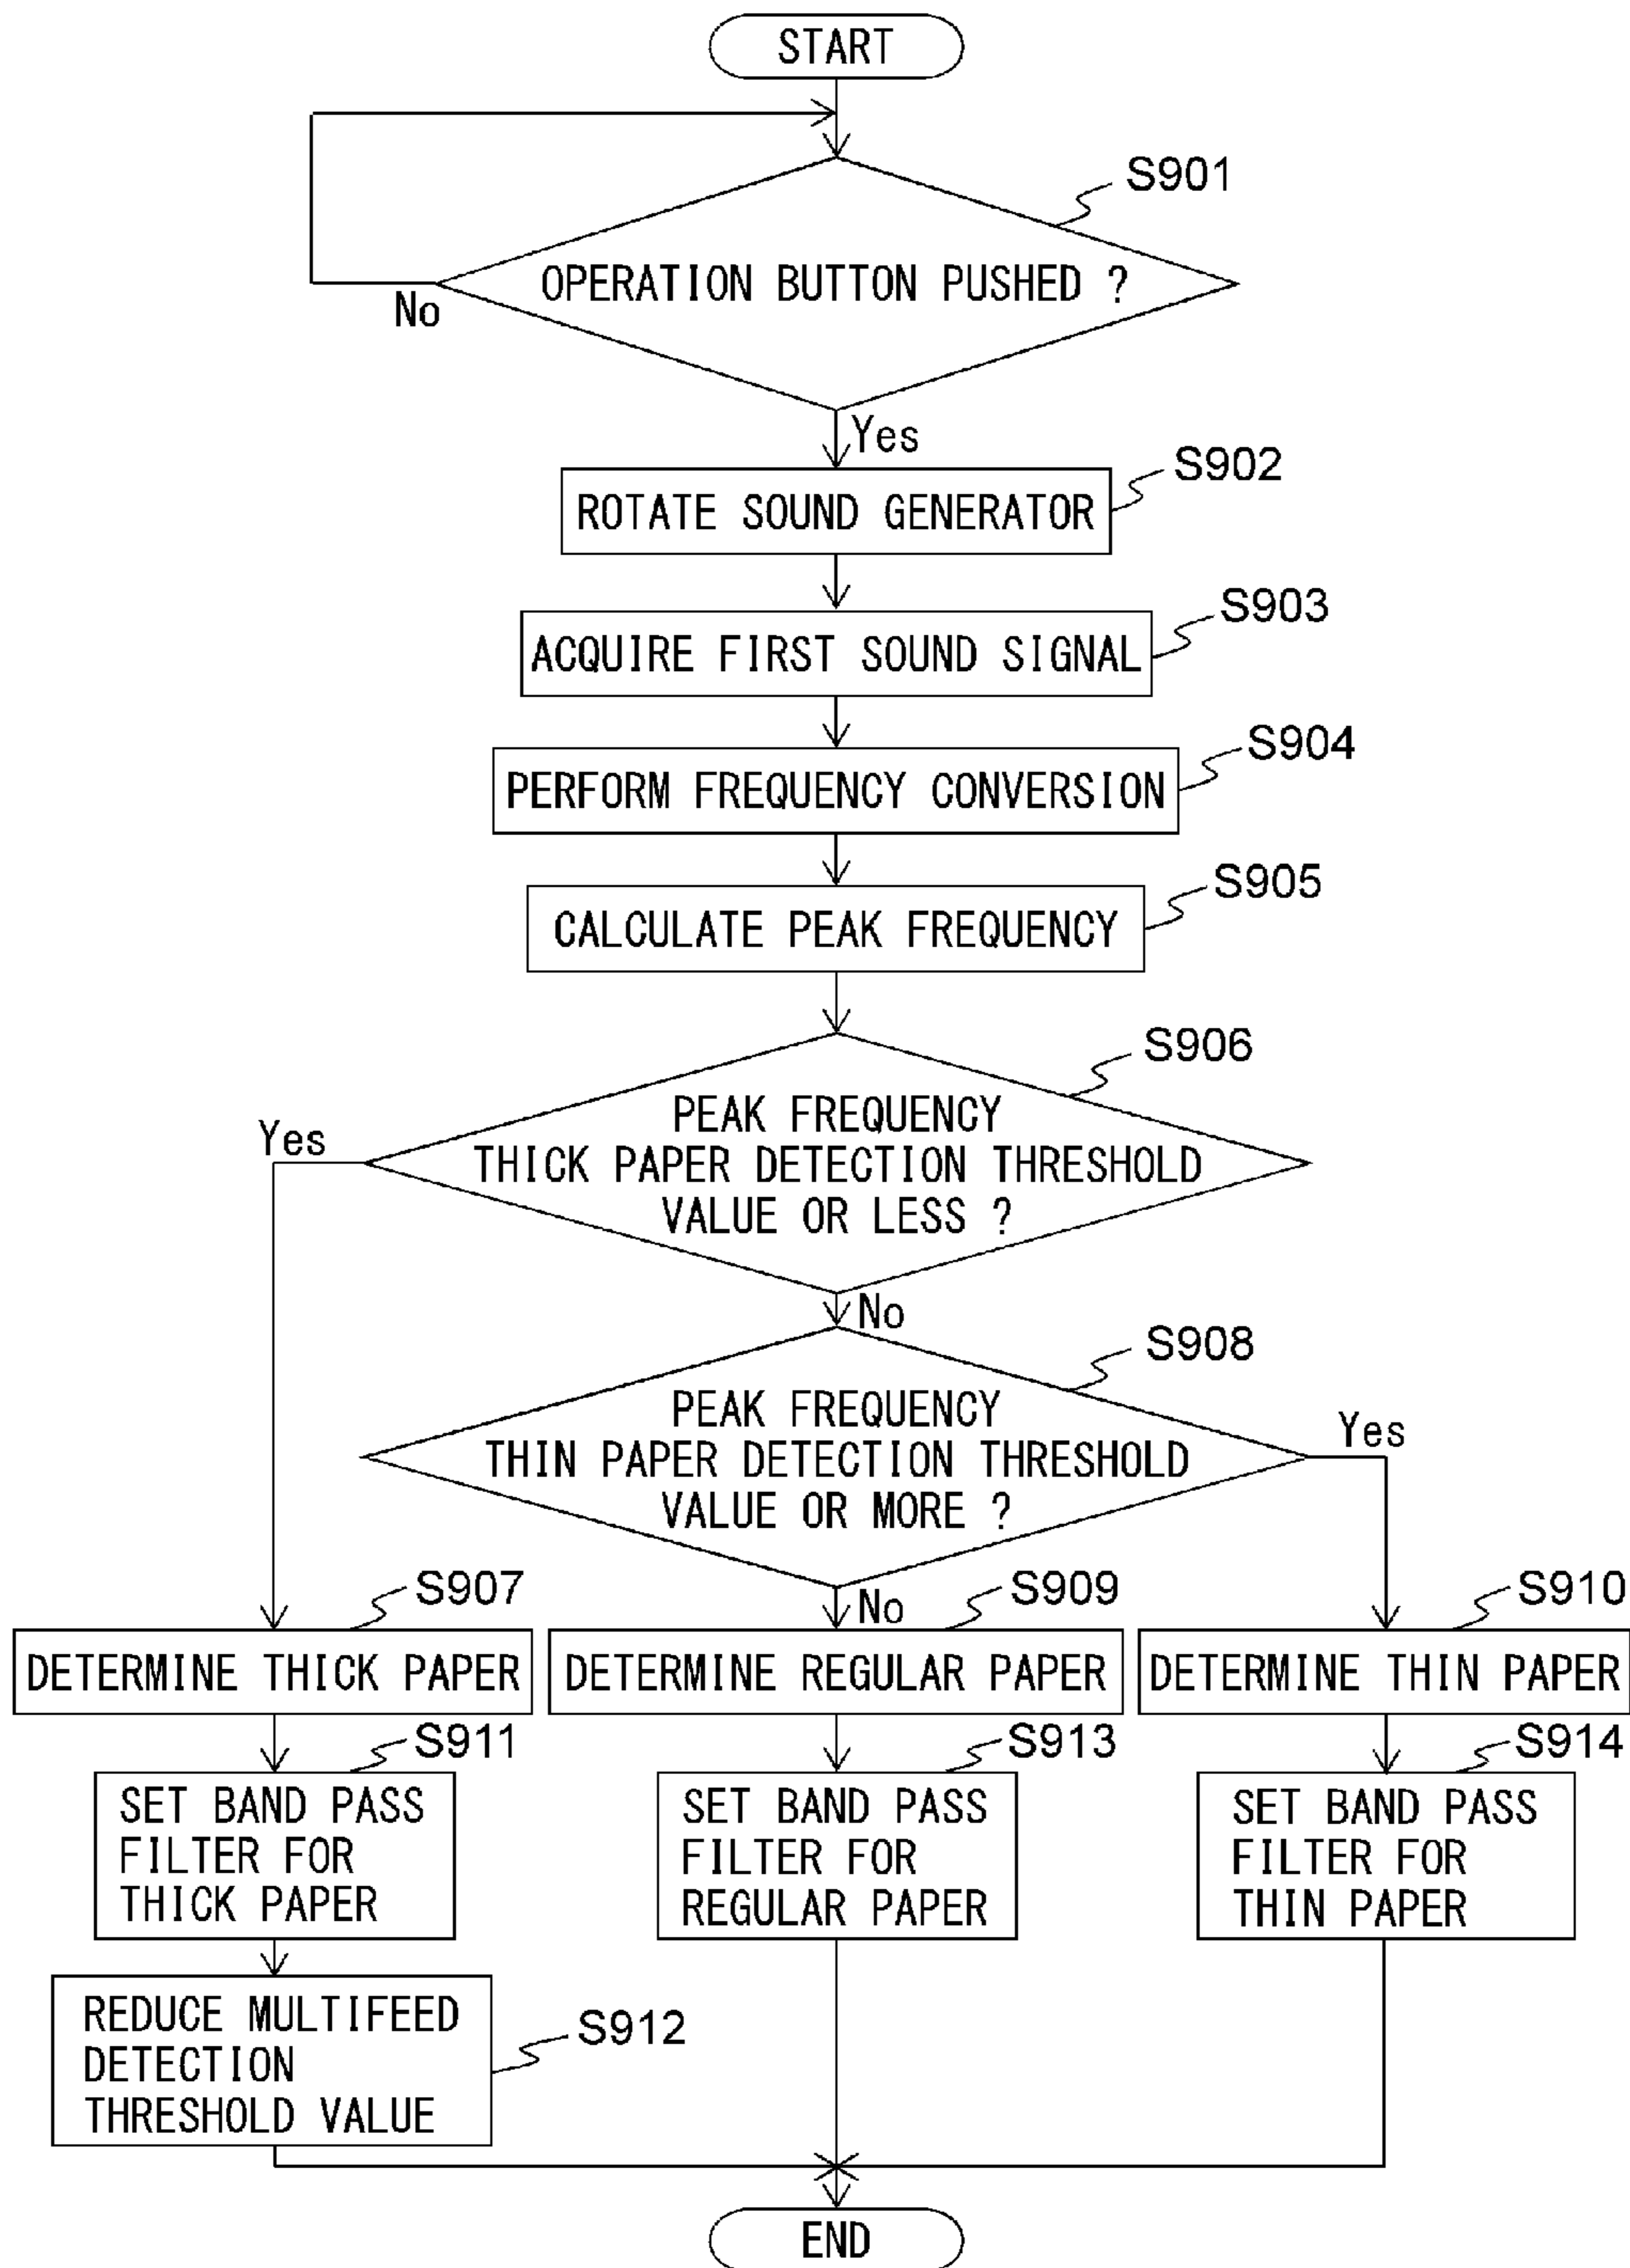 START
S901
OPERATION BUTTON PUSHED ?
No
Yes
S902
ROTATE SOUND GENERATOR
S903
ACQUIRE FIRST SOUND SIGNAL
S904
PERFORM FREQUENCY CONVERSION
S905
CALCULATE PEAK FREQUENCY
S906
PEAK FREQUENCY
THICK PAPER DETECTION THRESHOLD
VALUE OR LESS ?
Yes
No
S908
PEAK FREQUENCY
THIN PAPER DETECTION THRESHOLD
VALUE OR MORE ?
Yes
No
S907
DETERMINE THICK PAPER
S909
DETERMINE REGULAR PAPER
S910
DETERMINE THIN PAPER
S911
SET BAND PASS
FILTER FOR
THICK PAPER
S913
SET BAND PASS
FILTER FOR
REGULAR PAPER
S914
SET BAND PASS
FILTER FOR
THIN PAPER
S912
REDUCE MULTIFEED
DETECTION
THRESHOLD VALUE
END